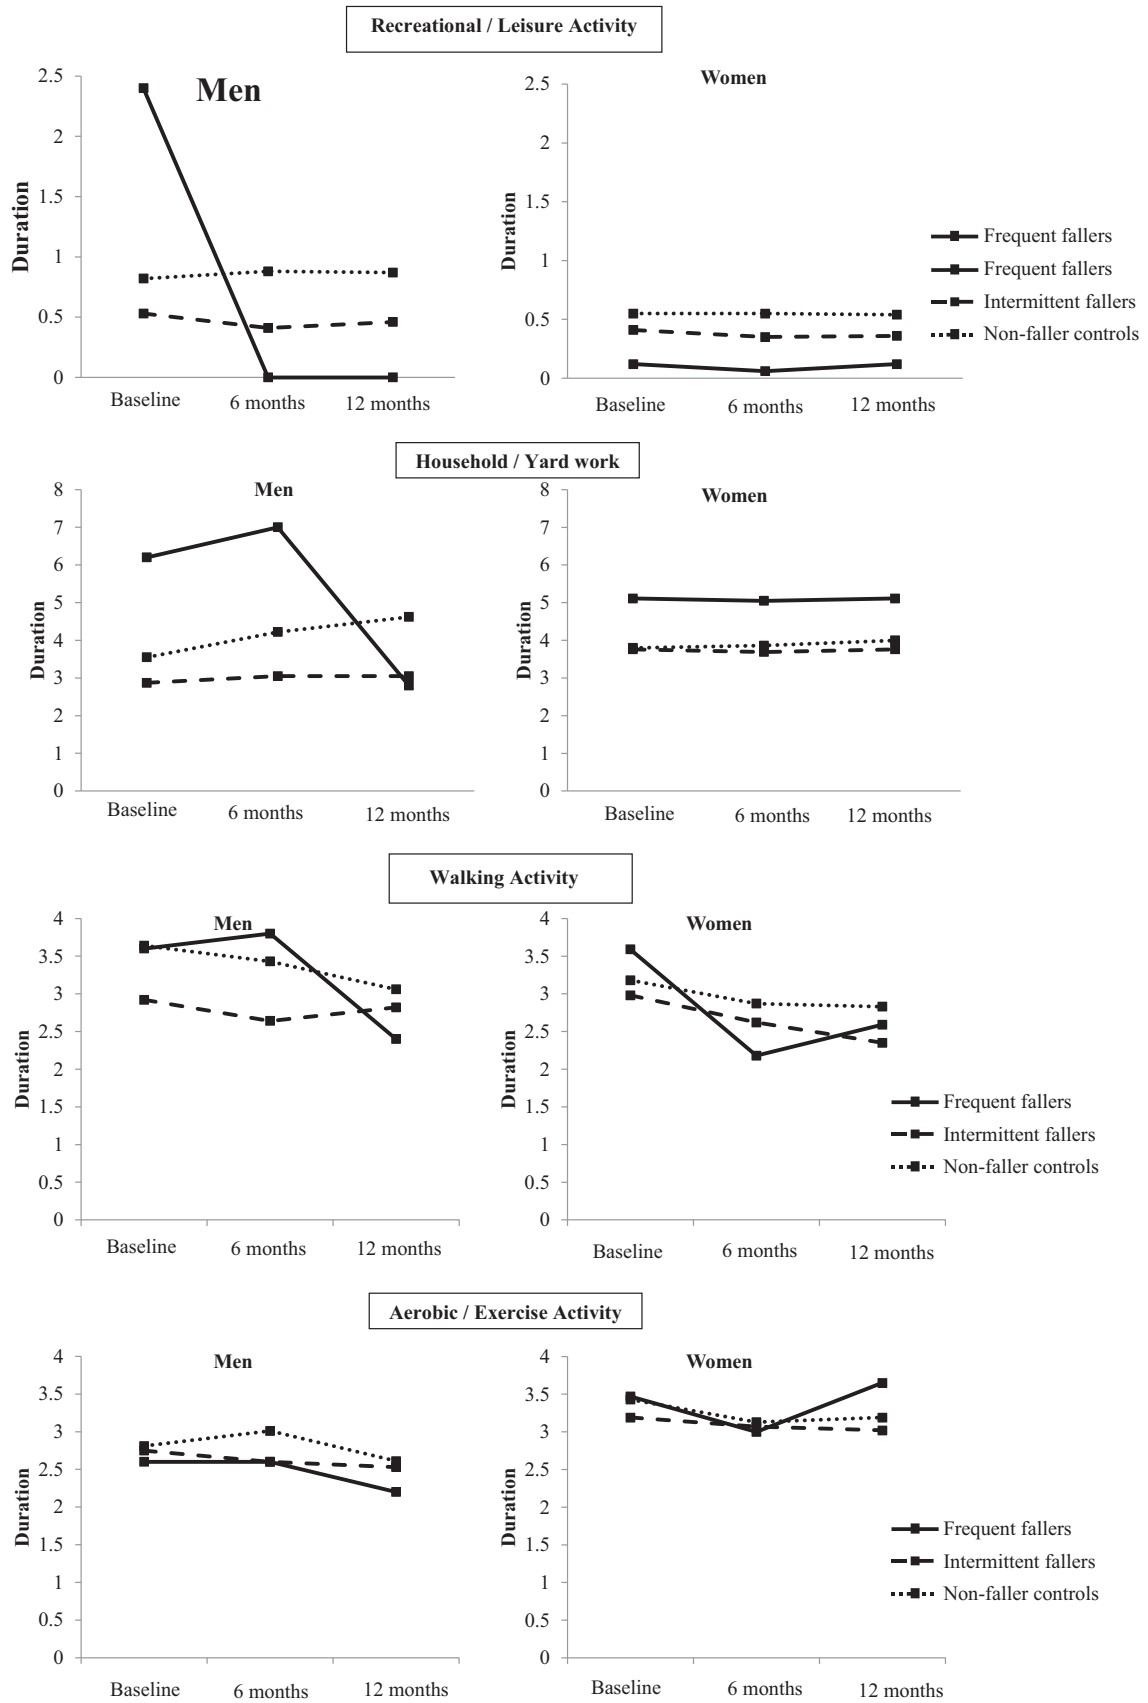 Recreational / Leisure Activity
Men
Duration
2.5
2
1.5
1
0.5
0
Baseline
6 months
12 months
Women
Duration
2.5
2
1.5
1
0.5
0
Baseline
6 months
12 months
Frequent fallers
Frequent fallers
Intermittent fallers
Non-faller controls
Household / Yard work
Men
Duration
8
7
6
5
4
3
2
1
0
Baseline
6 months
12 months
Women
Duration
8
7
6
5
4
3
2
1
0
Baseline
6 months
12 months
Walking Activity
Men
Duration
4
3.5
3
2.5
2
1.5
1
0.5
0
Baseline
6 months
12 months
Women
Duration
4
3.5
3
2.5
2
1.5
1
0.5
0
Baseline
6 months
12 months
Frequent fallers
Intermittent fallers
Non-faller controls
Aerobic / Exercise Activity
Men
Duration
4
3.5
3
2.5
2
1.5
1
0.5
0
Baseline
6 months
12 months
Women
Duration
4
3.5
3
2.5
2
1.5
1
0.5
0
Baseline
6 months
12 months
Frequent fallers
Intermittent fallers
Non-faller controls